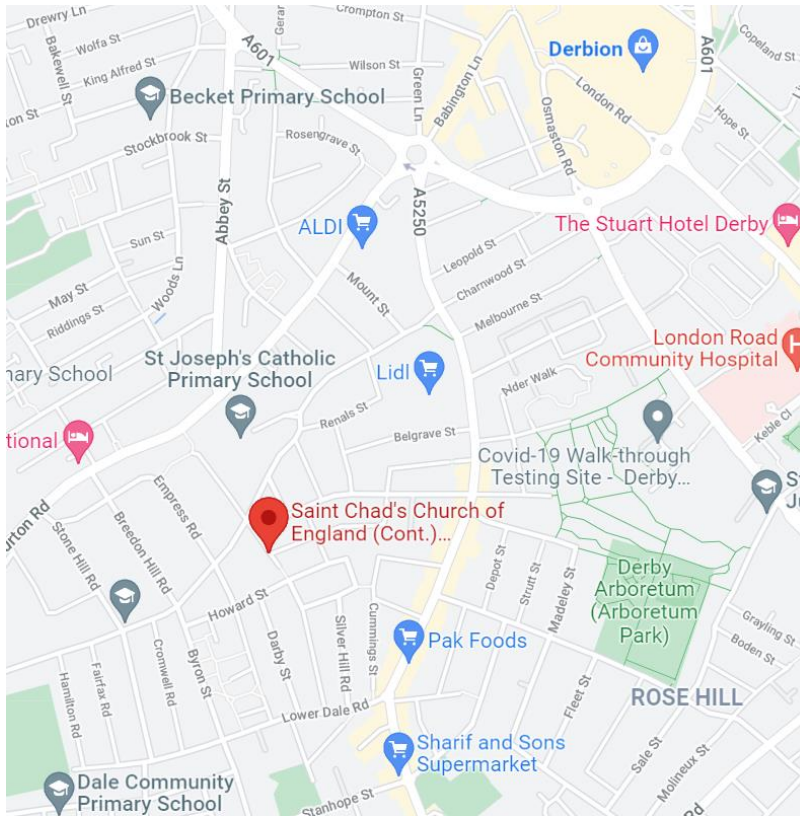 Drewry Ln
Crompton St
Gerar
A601
A601
Copeland St
Bakewell St
Wolfa St
Derbion
King Alfred St
Wilson St
Green Ln
Babington Ln
London Rd
Osmaston Rd
Becket Primary School
ton St
Hope St
Stockbrook St
Rosengrave St
Abbey St
A5250
The Stuart Hotel Derby
ALDI
Sun St
Woods Ln
Leopold St
Charnwood St
May St
Riddings St
Mount St
Melbourne St
London Road
Community Hospital
H
St Joseph's Catholic
Primary School
nary School
Lidl
Alder Walk
Renals St
Belgrave St
Keble Cl
tional
Covid-19 Walk-through
Testing Site - Derby...
St
Ju
Burton Rd
Empress Rd
Saint Chad's Church of
England (Cont.)...
Stone Hill Rd
Breedon Hill Rd
Depot St
Strutt St
Madeley St
Derby
Arboretum
(Arboretum
Park)
Howard St
Cummings St
Silver Hill Rd
Darby St
Byron St
Cromwell Rd
Fairfax Rd
Hamilton Rd
Pak Foods
Grayling St
Boden St
Fleet St
ROSE HILL
Lower Dale Rd
Sharif and Sons
Supermarket
Sale St
Molineux St
Dale Community
Primary School
Stanhope St
Rd